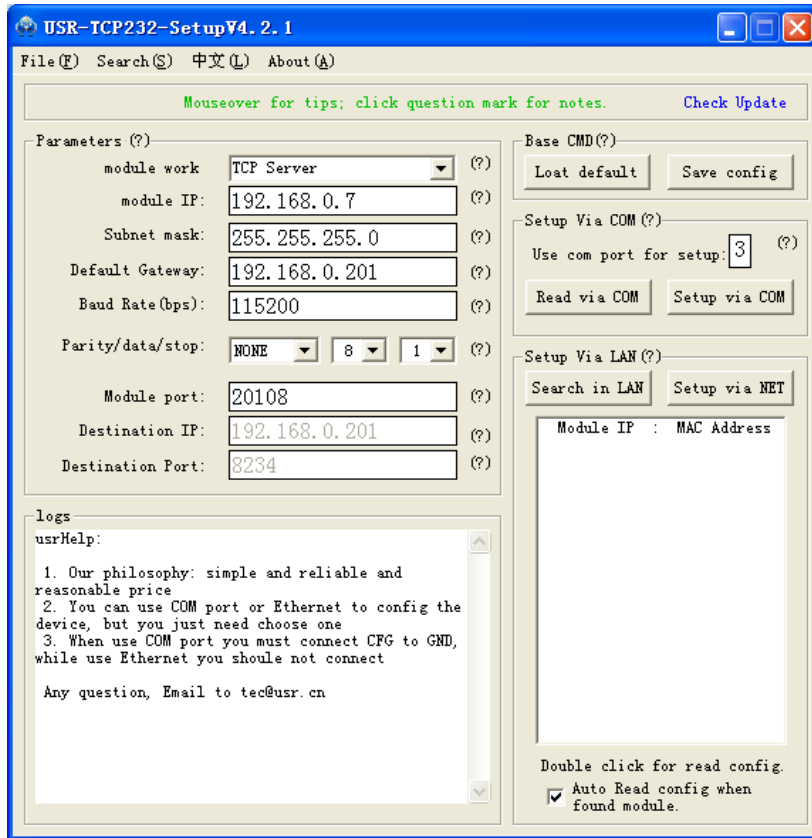 USR-TCP232-SetupV4.2.1
File(F) Search(S) 中文(L) About(A)
Mouseover for tips; click question mark for notes. Check Update
Parameters (?)
module work TCP Server (?)
module IP: 192.168.0.7 (?)
Subnet mask: 255.255.255.0 (?)
Default Gateway: 192.168.0.201 (?)
Baud Rate(bps): 115200 (?)
Parity/data/stop: NONE 8 1 (?)
Module port: 20108 (?)
Destination IP: 192.168.0.201 (?)
Destination Port: 8234 (?)
logs
usrHelp:
1. Our philosophy: simple and reliable and
reasonable price
2. You can use COM port or Ethernet to config the
device, but you just need choose one
3. When use COM port you must connect CFG to GND,
while use Ethernet you shoule not connect
Any question, Email to tec@usr.cn
Base CMD(?)
Loat default Save config
Setup Via COM(?)
Use com port for setup: 3 (?)
Read via COM Setup via COM
Setup Via LAN(?)
Search in LAN Setup via NET
Module IP : MAC Address
Double click for read config.
Auto Read config when
found module.